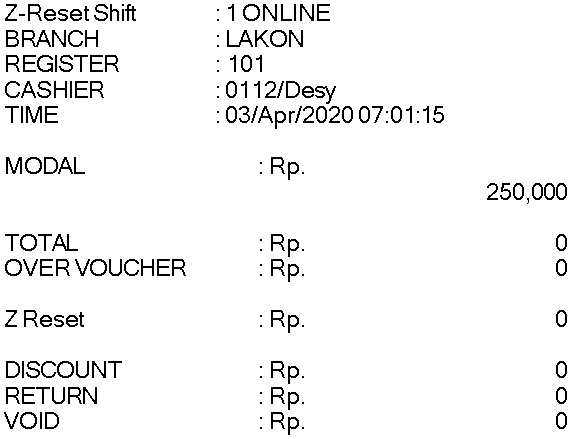 Z-Reset Shift : 1 ONLINE
BRANCH : LAKON
REGISTER : 101
CASHIER : 0112/Desy
TIME : 03/Apr/2020 07:01:15
MODAL : Rp.
250,000
TOTAL : Rp. 0
OVER VOUCHER : Rp. 0
Z Reset : Rp. 0
DISCOUNT : Rp. 0
RETURN : Rp. 0
VOID : Rp. 0